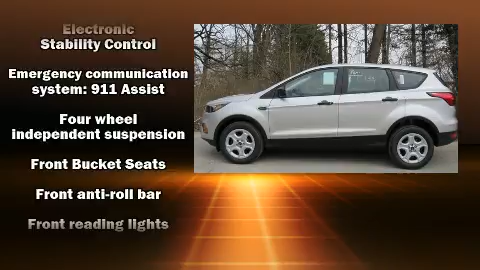 Electronic
Stability Control
Emergency communication
system: 911 Assist
Four wheel
independent suspension
Front Bucket Seats
Front anti-roll bar
Front reading lights